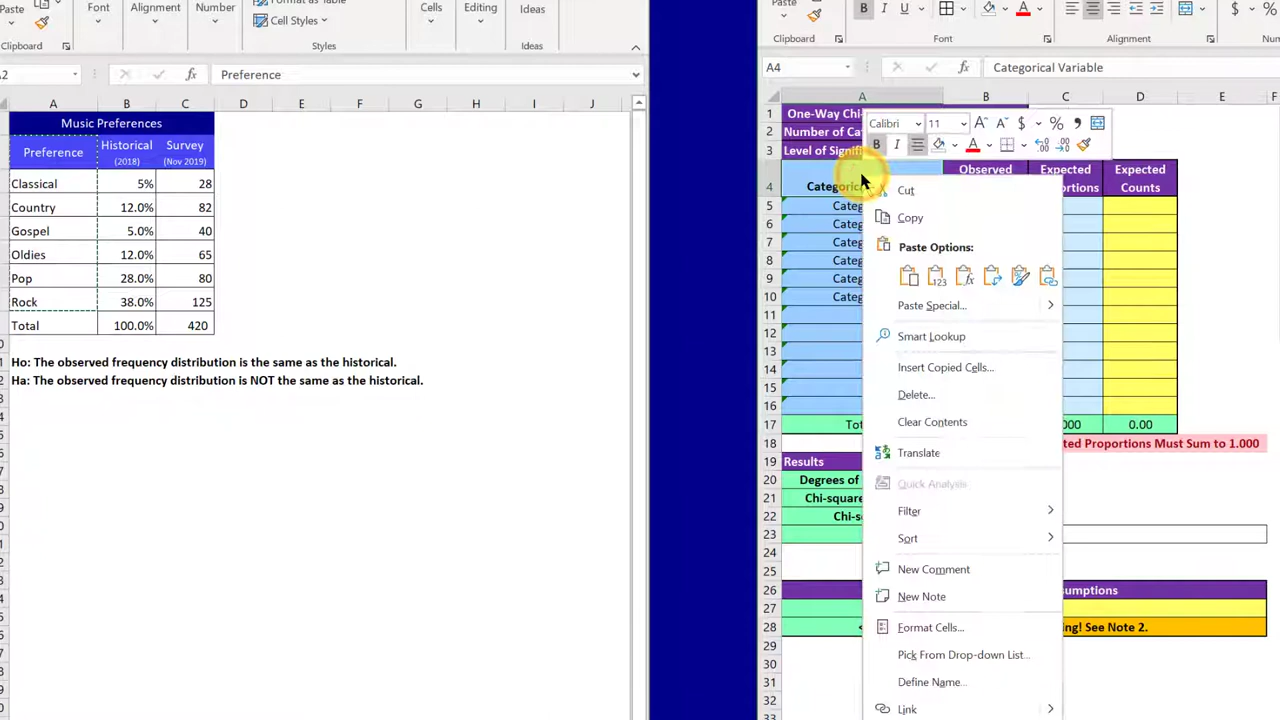 Paste
Font
Alignment
Number
Format as Table
Cell Styles
Cells
Editing
Ideas
Clipboard
Styles
Ideas
A2
fx
Preference
A B C D E F G H I J
Music Preferences
Preference Historical (2018) Survey (Nov 2019)
Classical 5% 28
Country 12.0% 82
Gospel 5.0% 40
Oldies 12.0% 65
Pop 28.0% 80
Rock 38.0% 125
Total 100.0% 420
Ho: The observed frequency distribution is the same as the historical.
Ha: The observed frequency distribution is NOT the same as the historical.
Paste
B I U A $ %
Clipboard Font Alignment
A4 fx Categorical Variable
A B C D E F
1 One-Way Chi-
2 Number of Cat
3 Level of Signifi
Calibri 11 A A $ % ,
B I A
4 Categorica Observed Expected Proportions Expected Counts
5 Categ
6 Categ
7 Categ
8 Categ
9 Categ
10 Categ
11
12
13
14
15
16
17 Tot 000 0.00
18 ted Proportions Must Sum to 1.000
19 Results
20 Degrees of
21 Chi-square
22 Chi-s
23
24
25
26 umptions
27
28 ing! See Note 2.
29
30
31
32
33
Cut
Copy
Paste Options:
Paste Special...
Smart Lookup
Insert Copied Cells...
Delete...
Clear Contents
Translate
Quick Analysis
Filter
Sort
New Comment
New Note
Format Cells...
Pick From Drop-down List...
Define Name...
Link